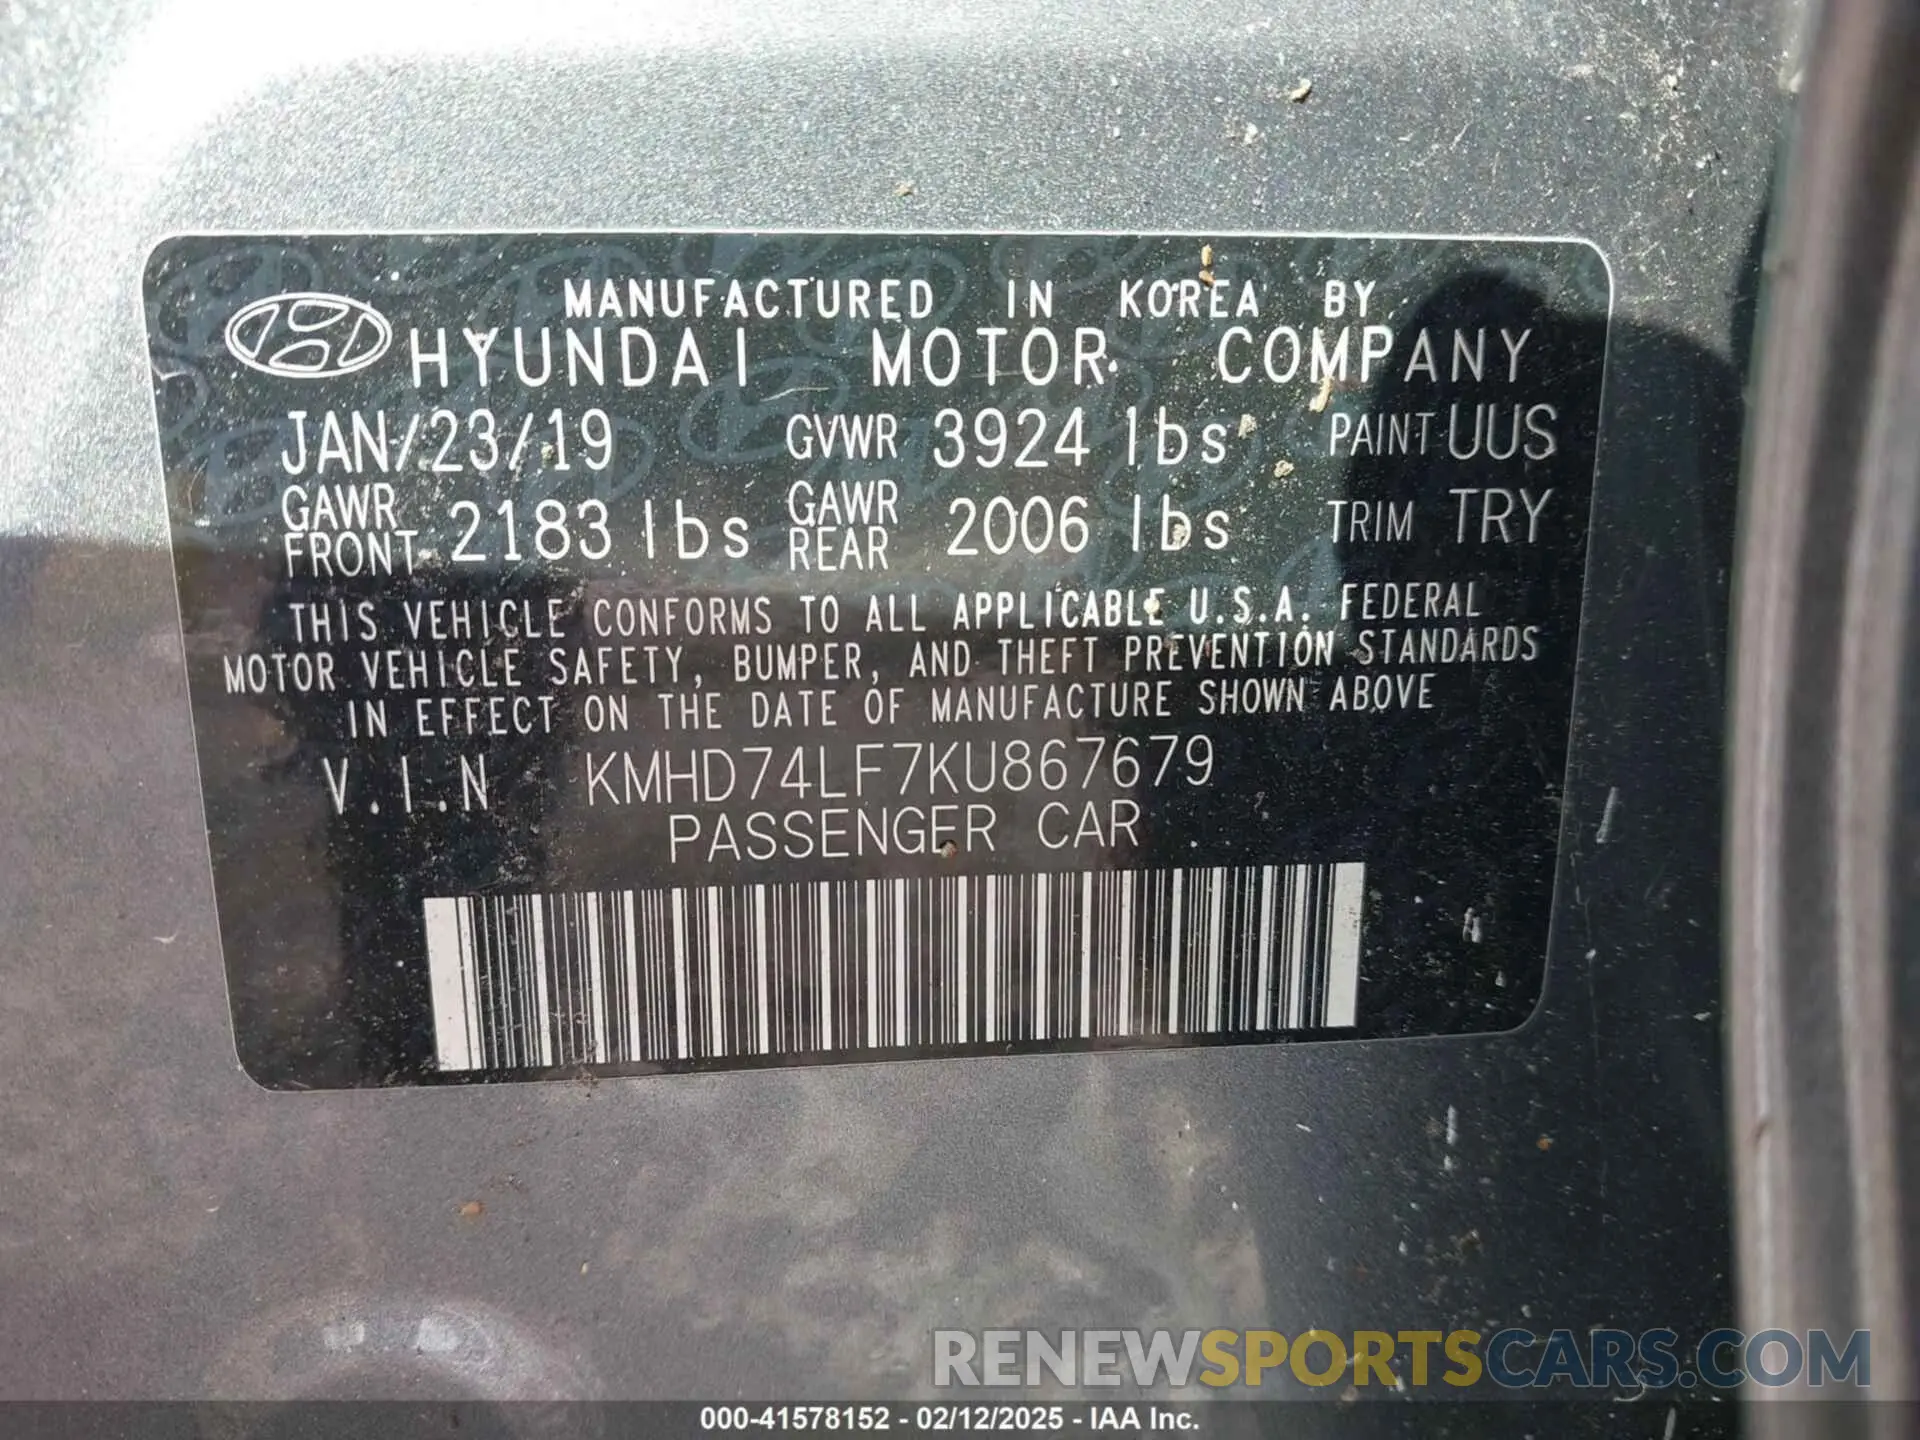 MANUFACTURED IN KOREA BY
HYUNDAI MOTOR COMPANY
JAN/23/19 GVWR 3924 lbs PAINT UUS
GAWR FRONT 2183 lbs GAWR REAR 2006 lbs TRIM TRY
THIS VEHICLE CONFORMS TO ALL APPLICABLE U.S.A. FEDERAL
MOTOR VEHICLE SAFETY, BUMPER, AND THEFT PREVENTION STANDARDS
IN EFFECT ON THE DATE OF MANUFACTURE SHOWN ABOVE
V.I.N KMHD74LF7KU867679
PASSENGER CAR
RENEWSPORTSCARS.COM
000-41578152 - 02/12/2025 - IAA Inc.